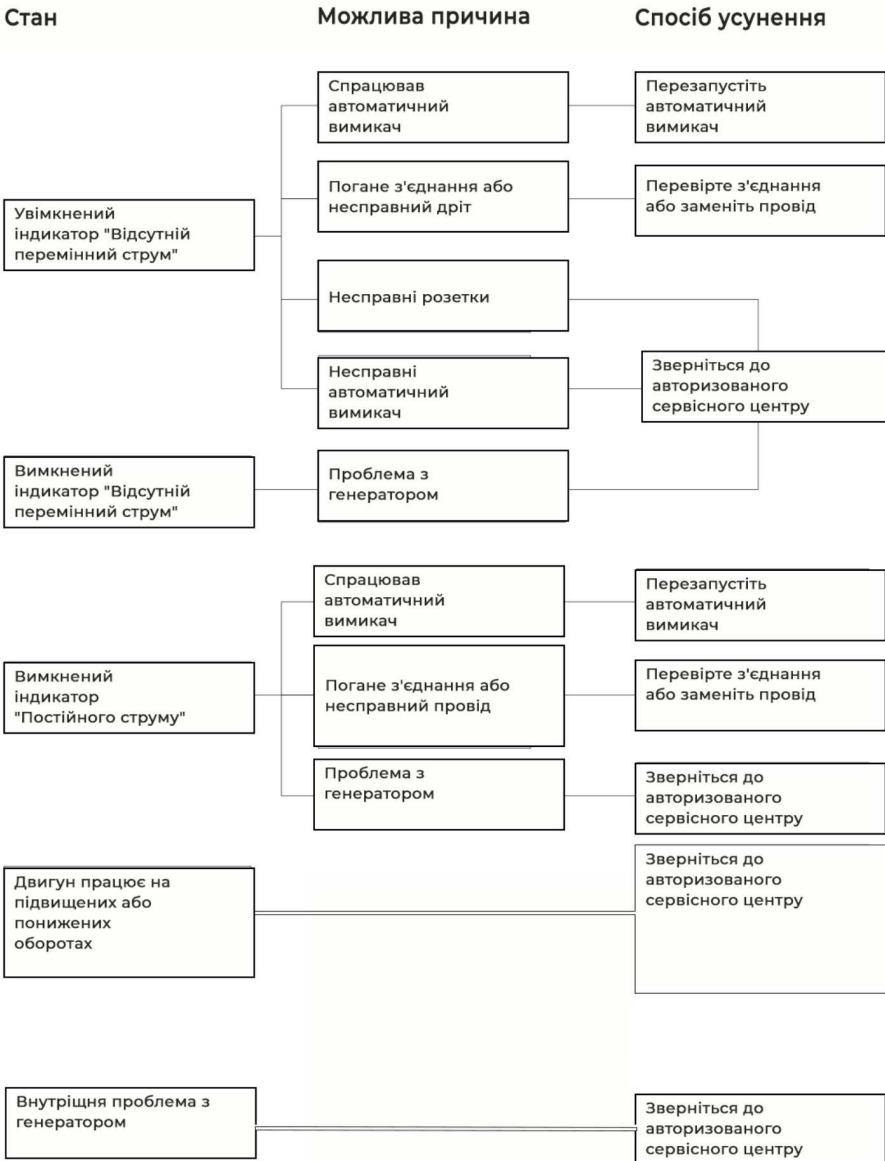 Стан
Можлива причина
Спосіб усунення
Спрацював
автоматичний
вимикач
Перезапустіть
автоматичний
вимикач
Увімкнений
індикатор "Відсутній
перемінний струм"
Погане з'єднання або
несправний дріт
Перевірте з'єднання
або заменіть провід
Несправні розетки
Несправні
автоматичний
вимикач
Зверніться до
авторизованого
сервісного центру
Вимкнений
індикатор "Відсутній
перемінний струм"
Проблема з
генератором
Спрацював
автоматичний
вимикач
Перезапустіть
автоматичний
вимикач
Вимкнений
індикатор
"Постійного струму"
Погане з'єднання або
несправний провід
Перевірте з'єднання
або заменіть провід
Проблема з
генератором
Зверніться до
авторизованого
сервісного центру
Двигун працює на
підвищених або
понижених
оборотах
Зверніться до
авторизованого
сервісного центру
Внутріщня проблема з
генератором
Зверніться до
авторизованого
сервісного центру